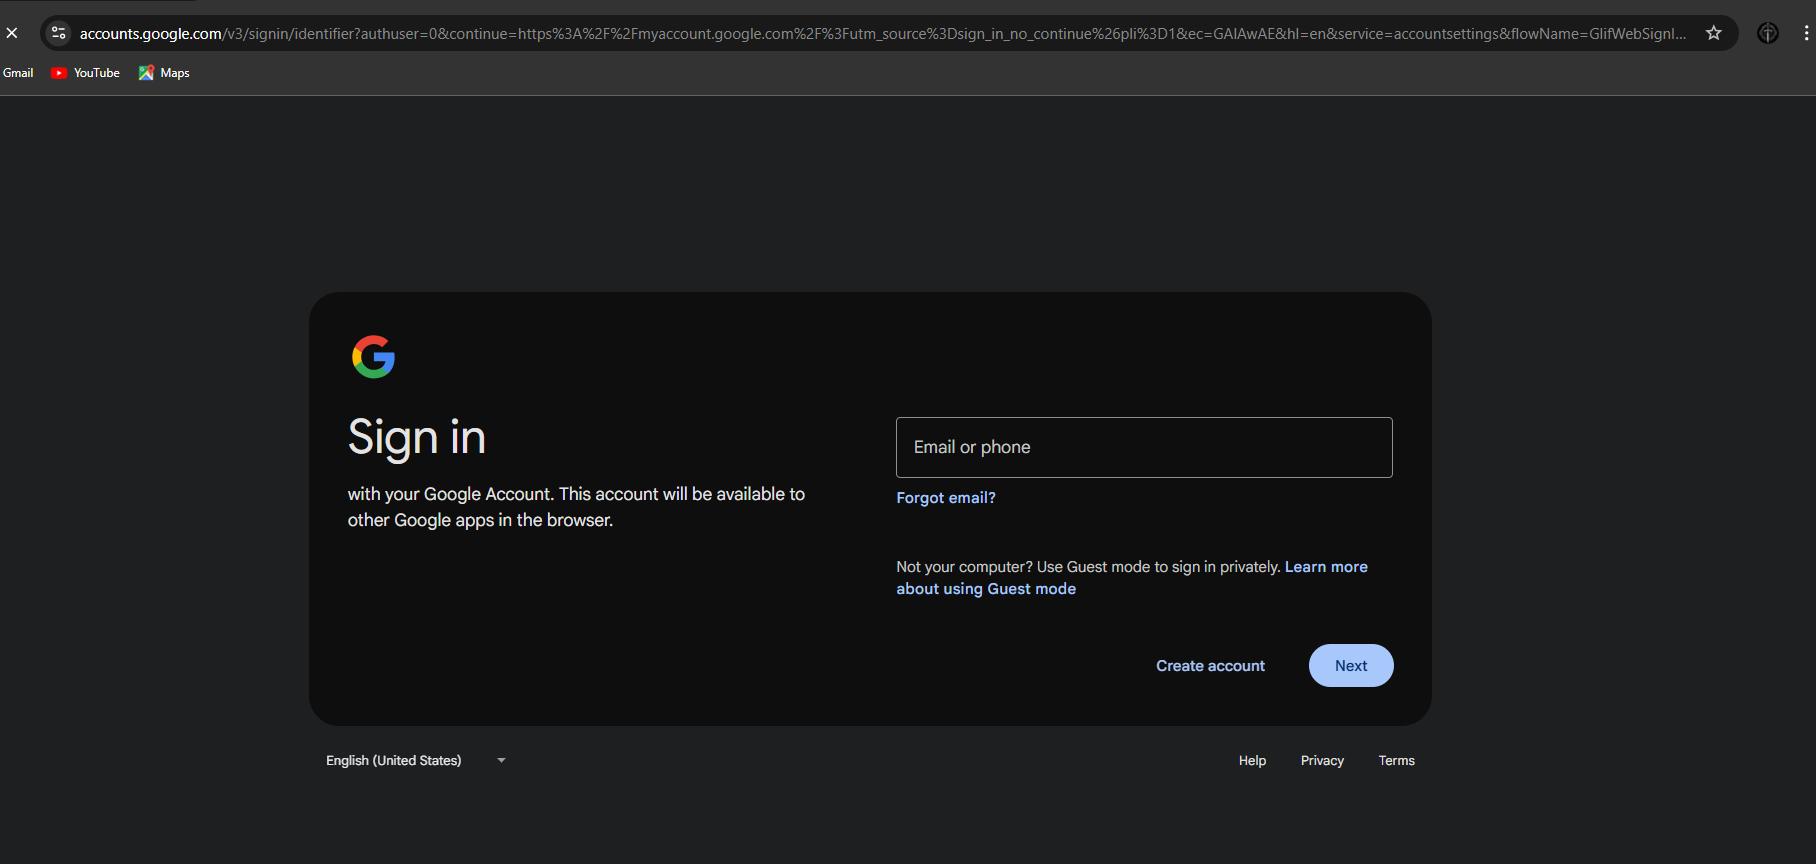 accounts.google.com/v3/signin/identifier?authuser=0&continue=https%3A%2F%2Fmyaccount.google.com%2F%3Futm_source%3Dsign_in_no_continue%26pli%3D1&ec=GAlAwAE&hl=en&service=accountsettings&flowName=GlifWebSignI...
Gmail YouTube Maps
Sign in
with your Google Account. This account will be available to
other Google apps in the browser.
Email or phone
Forgot email?
Not your computer? Use Guest mode to sign in privately. Learn more
about using Guest mode
Create account Next
English (United States) Help Privacy Terms